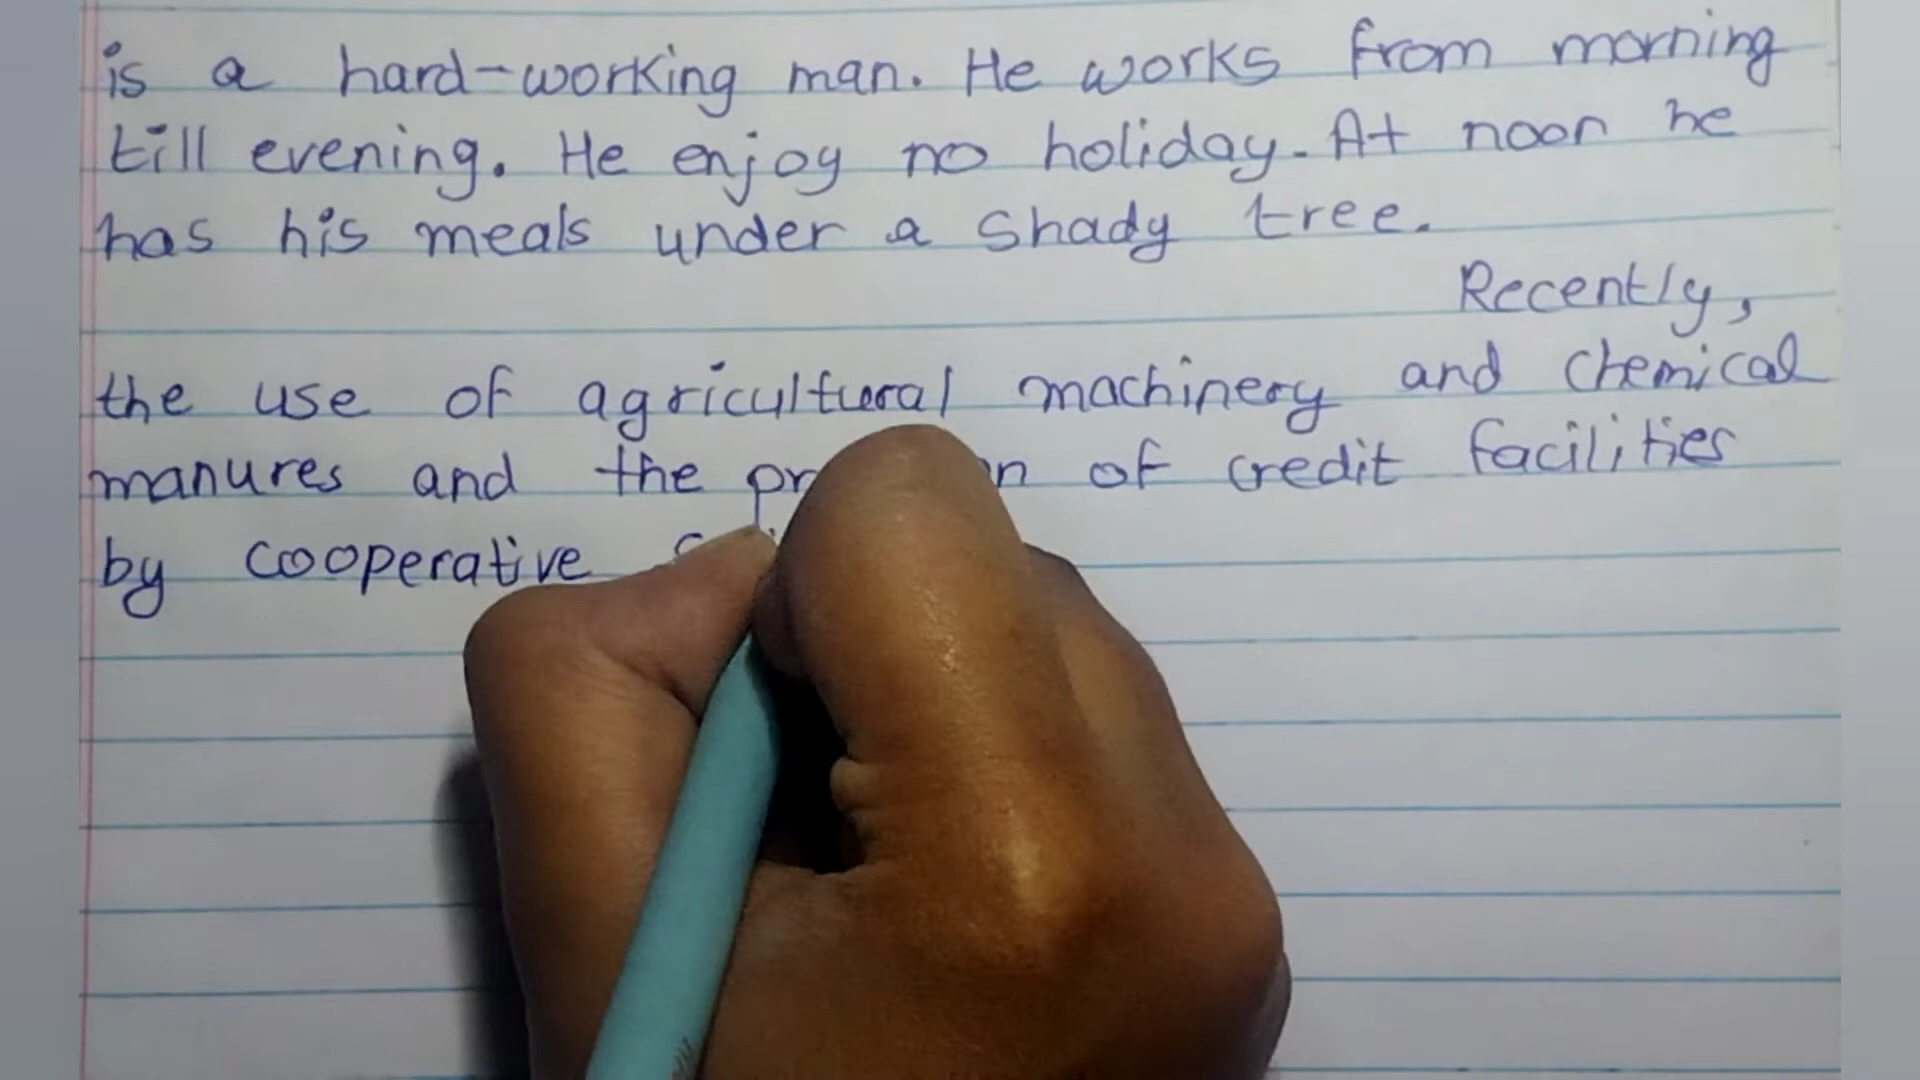 is a hard-working man. He works from morning
till evening. He enjoy no holiday. At noon he
has his meals under a shady tree.
Recently,
the use of agricultural machinery and chemical
manures and the of credit facilities
by cooperative